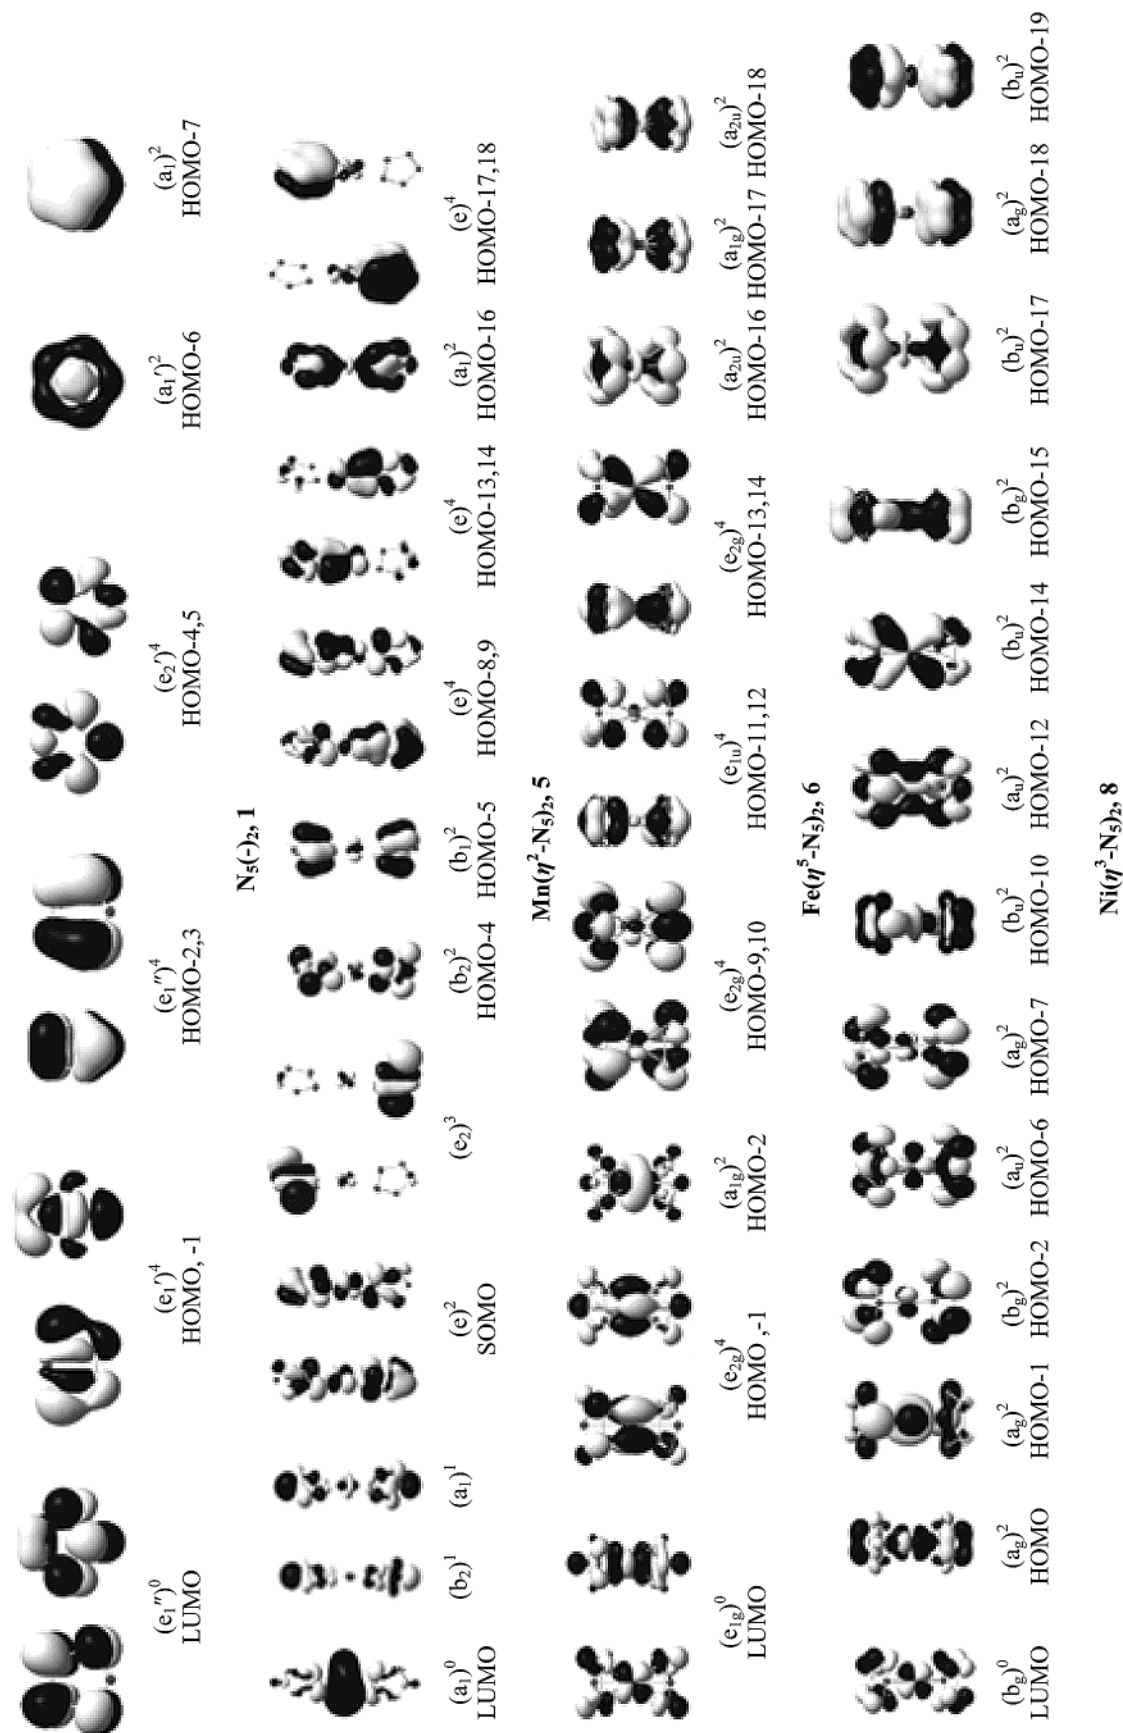 (e₁″)⁰ (e₁′)⁴ (e₁″)⁴ (e₂′)⁴ (a₁′)² (a₁)²
LUMO HOMO, -1 HOMO-2,3 HOMO-4,5 HOMO-6 HOMO-7
N₅(-)₂, 1
(a₁)⁰ (b₂)¹ (a₁)¹ (e)² (e₂)³ (b₂)² (b₁)² (e)⁴ (e)⁴ (a₁)² (e)⁴
LUMO SOMO HOMO-4 HOMO-5 HOMO-8,9 HOMO-13,14 HOMO-16 HOMO-17,18
Mn(η²-N₅)₂, 5
(e₁g)⁰ (e₂g)⁴ (a₁g)² (e₂g)⁴ (e₁u)⁴ (e₂g)⁴ (a₂u)² (a₁g)² (a₂u)²
LUMO HOMO ,-1 HOMO-2 HOMO-9,10 HOMO-11,12 HOMO-13,14 HOMO-16 HOMO-17 HOMO-18
Fe(η⁵-N₅)₂, 6
(bg)⁰ (ag)² (ag)² (bg)² (au)² (ag)² (bu)² (au)² (bu)² (bg)² (bu)² (ag)² (bu)²
LUMO HOMO HOMO-1 HOMO-2 HOMO-6 HOMO-7 HOMO-10 HOMO-12 HOMO-14 HOMO-15 HOMO-17 HOMO-18 HOMO-19
Ni(η³-N₅)₂, 8